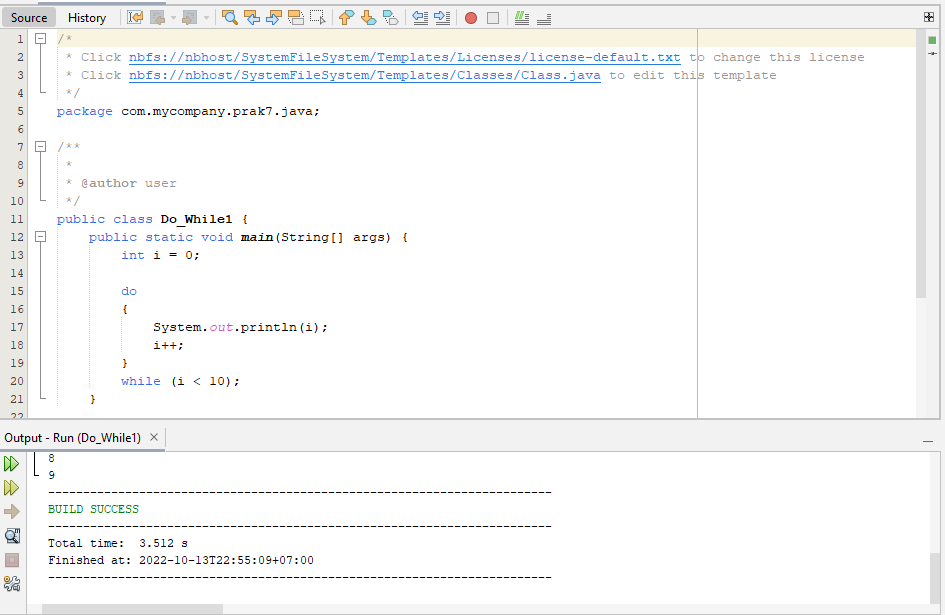 Source History
1 /*
2 * Click nbfs://nbhost/SystemFileSystem/Templates/Licenses/license-default.txt to change this license
3 * Click nbfs://nbhost/SystemFileSystem/Templates/Classes/Class.java to edit this template
4 */
5 package com.mycompany.prak7.java;
6
7 /**
8 *
9 * @author user
10 */
11 public class Do_While1 {
12 public static void main(String[] args) {
13 int i = 0;
14
15 do
16 {
17 System.out.println(i);
18 i++;
19 }
20 while (i < 10);
21 }
22
Output - Run (Do_While1) ×
8
9
------------------------------------------------------------------------
BUILD SUCCESS
------------------------------------------------------------------------
Total time: 3.512 s
Finished at: 2022-10-13T22:55:09+07:00
------------------------------------------------------------------------